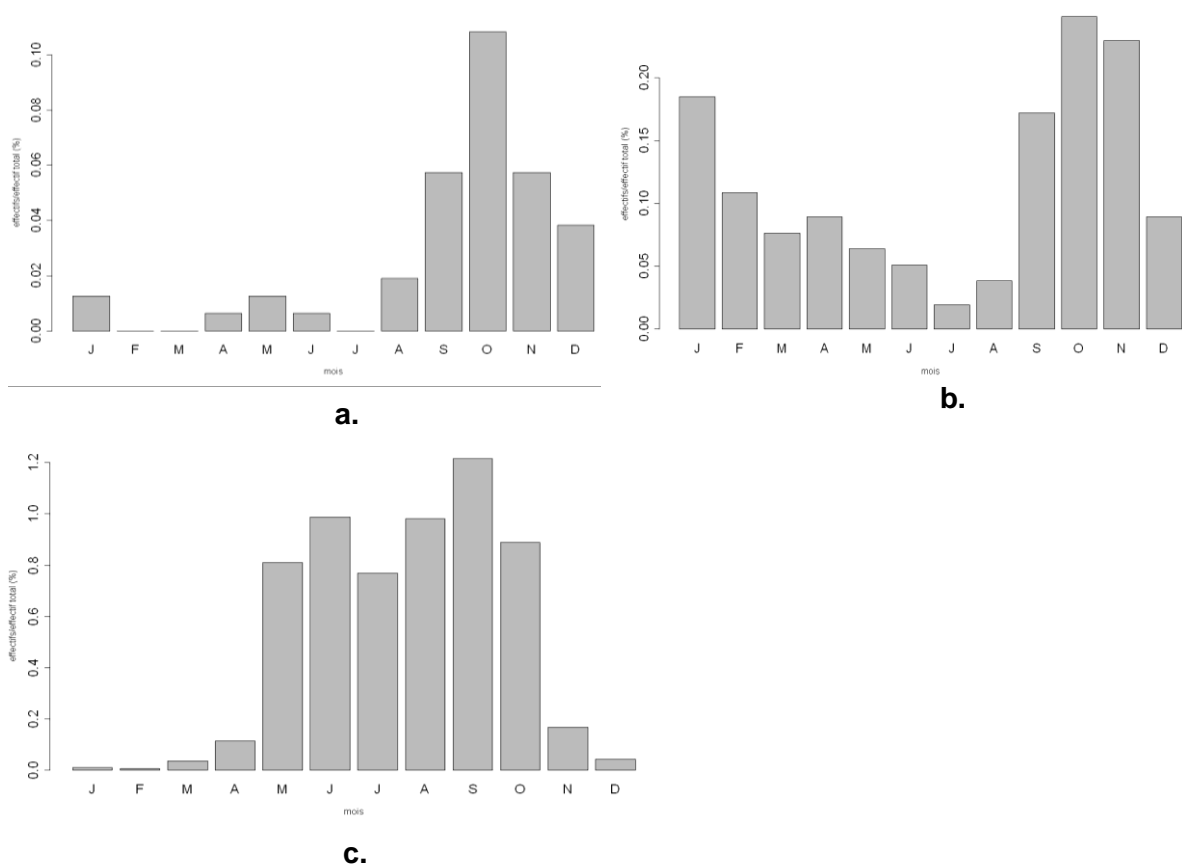 effectifs/effectif total (%)
0.00 0.02 0.04 0.06 0.08 0.10
J F M A M J J A S O N D
mois
a.
effectifs/effectif total (%)
0.00 0.05 0.10 0.15 0.20
J F M A M J J A S O N D
mois
b.
effectifs/effectif total (%)
0.0 0.2 0.4 0.6 0.8 1.0 1.2
J F M A M J J A S O N D
mois
c.